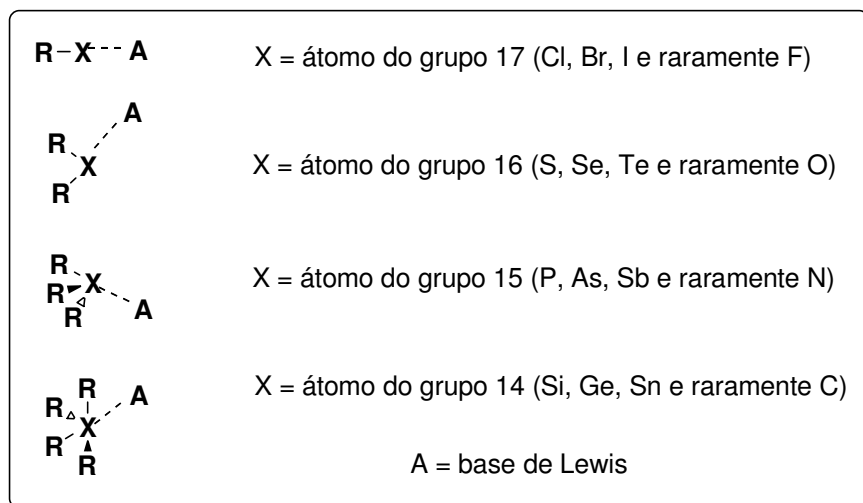 R–X---A X = átomo do grupo 17 (Cl, Br, I e raramente F)
A
R
X X = átomo do grupo 16 (S, Se, Te e raramente O)
R
R
X X = átomo do grupo 15 (P, As, Sb e raramente N)
R
R
A
R
A X = átomo do grupo 14 (Si, Ge, Sn e raramente C)
R
X
R
R
A = base de Lewis